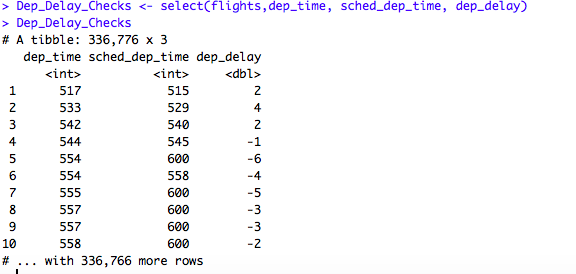 > Dep_Delay_Checks <- select(flights,dep_time, sched_dep_time, dep_delay)
> Dep_Delay_Checks
# A tibble: 336,776 x 3
   dep_time sched_dep_time dep_delay
      <int>          <int>     <dbl>
1       517            515         2
2       533            529         4
3       542            540         2
4       544            545        -1
5       554            600        -6
6       554            558        -4
7       555            600        -5
8       557            600        -3
9       557            600        -3
10      558            600        -2
# ... with 336,766 more rows